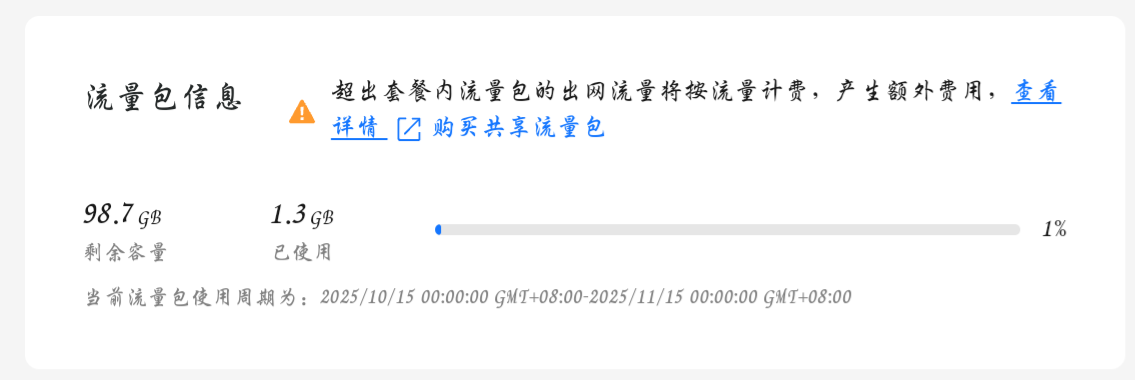 流量包信息
超出套餐内流量包的出网流量将按流量计费，产生额外费用，查看
详情 购买共享流量包
98.7 GB 1.3 GB
1%
剩余容量 已使用
当前流量包使用周期为：2025/10/15 00:00:00 GMT+08:00-2025/11/15 00:00:00 GMT+08:00